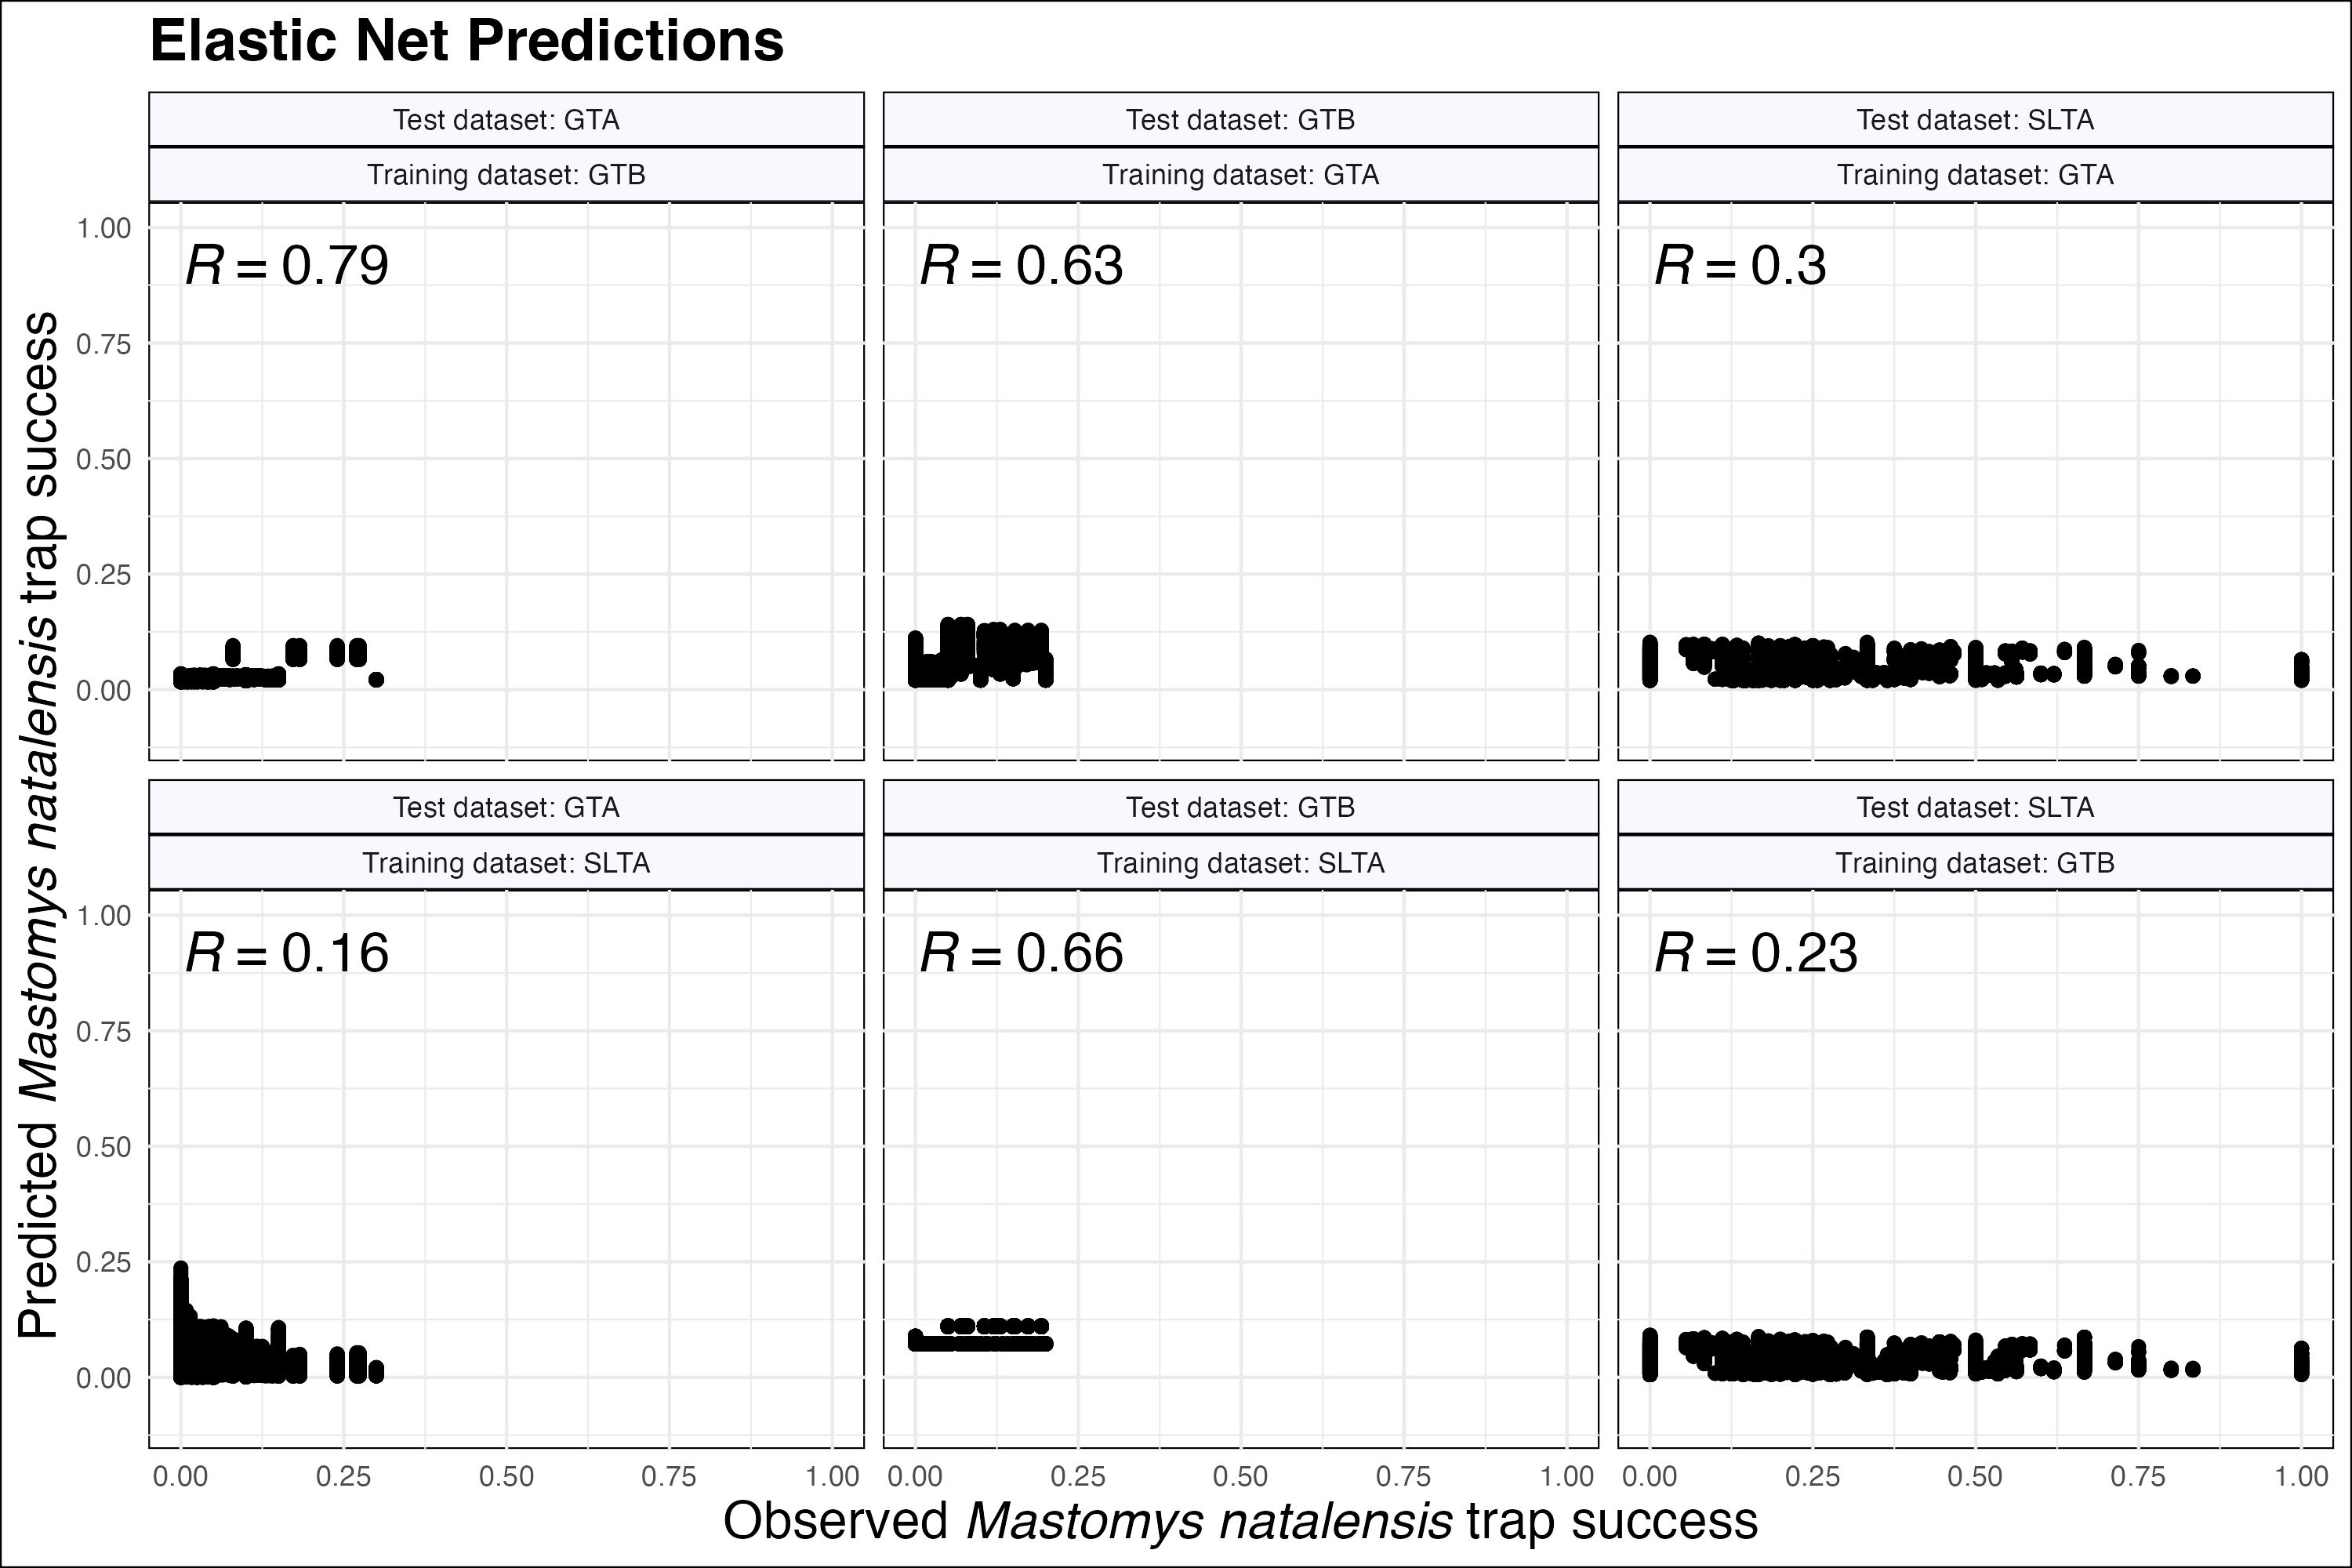 Elastic Net Predictions
Test dataset: GTA
Training dataset: GTB
Test dataset: GTB
Training dataset: GTA
Test dataset: SLTA
Training dataset: GTA
1.00
0.75
0.50
0.25
0.00
R = 0.79
R = 0.63
R = 0.3
Test dataset: GTA
Training dataset: SLTA
Test dataset: GTB
Training dataset: SLTA
Test dataset: SLTA
Training dataset: GTB
1.00
0.75
0.50
0.25
0.00
R = 0.16
R = 0.66
R = 0.23
0.00 0.25 0.50 0.75 1.00
0.00 0.25 0.50 0.75 1.00
0.00 0.25 0.50 0.75 1.00
Observed Mastomys natalensis trap success
Predicted Mastomys natalensis trap success